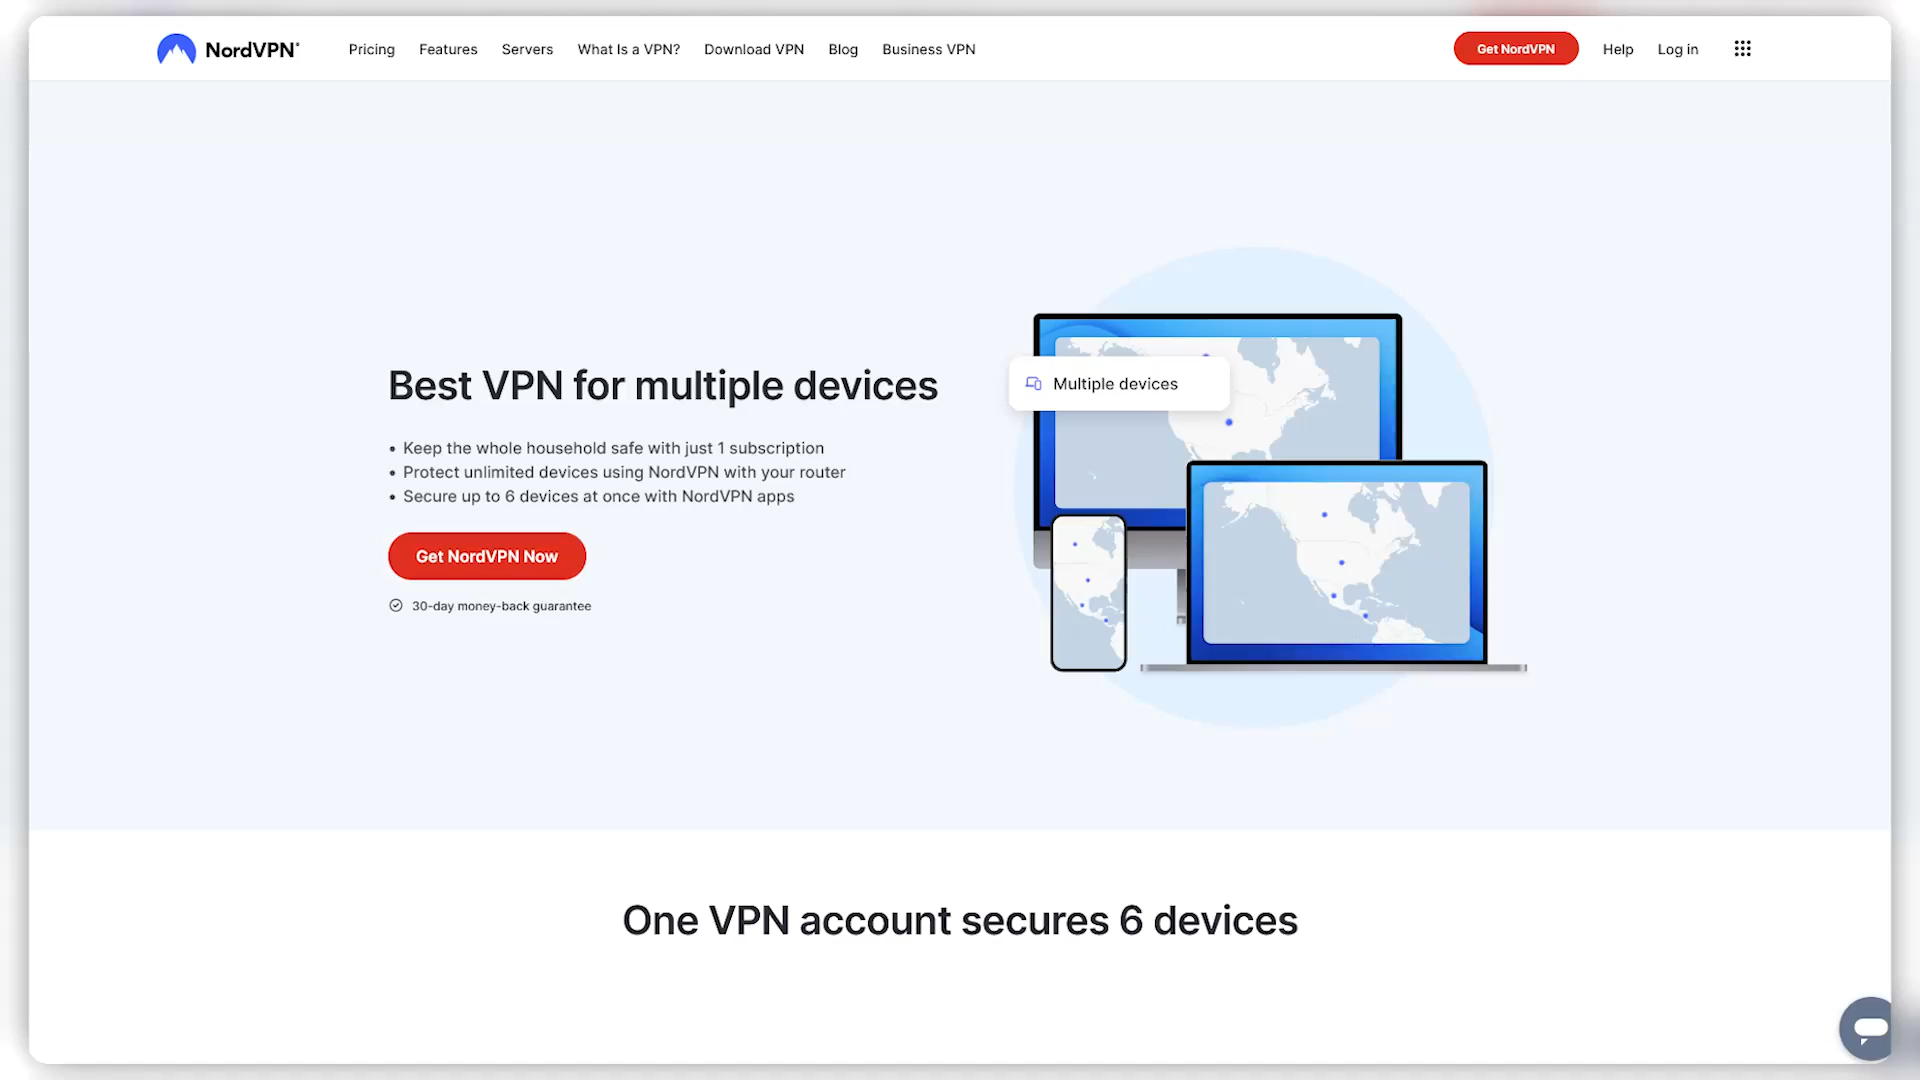 NordVPN®
Pricing
Features
Servers
What Is a VPN?
Download VPN
Blog
Business VPN
Get NordVPN
Help
Log in
Best VPN for multiple devices
• Keep the whole household safe with just 1 subscription
• Protect unlimited devices using NordVPN with your router
• Secure up to 6 devices at once with NordVPN apps
Get NordVPN Now
30-day money-back guarantee
Multiple devices
One VPN account secures 6 devices